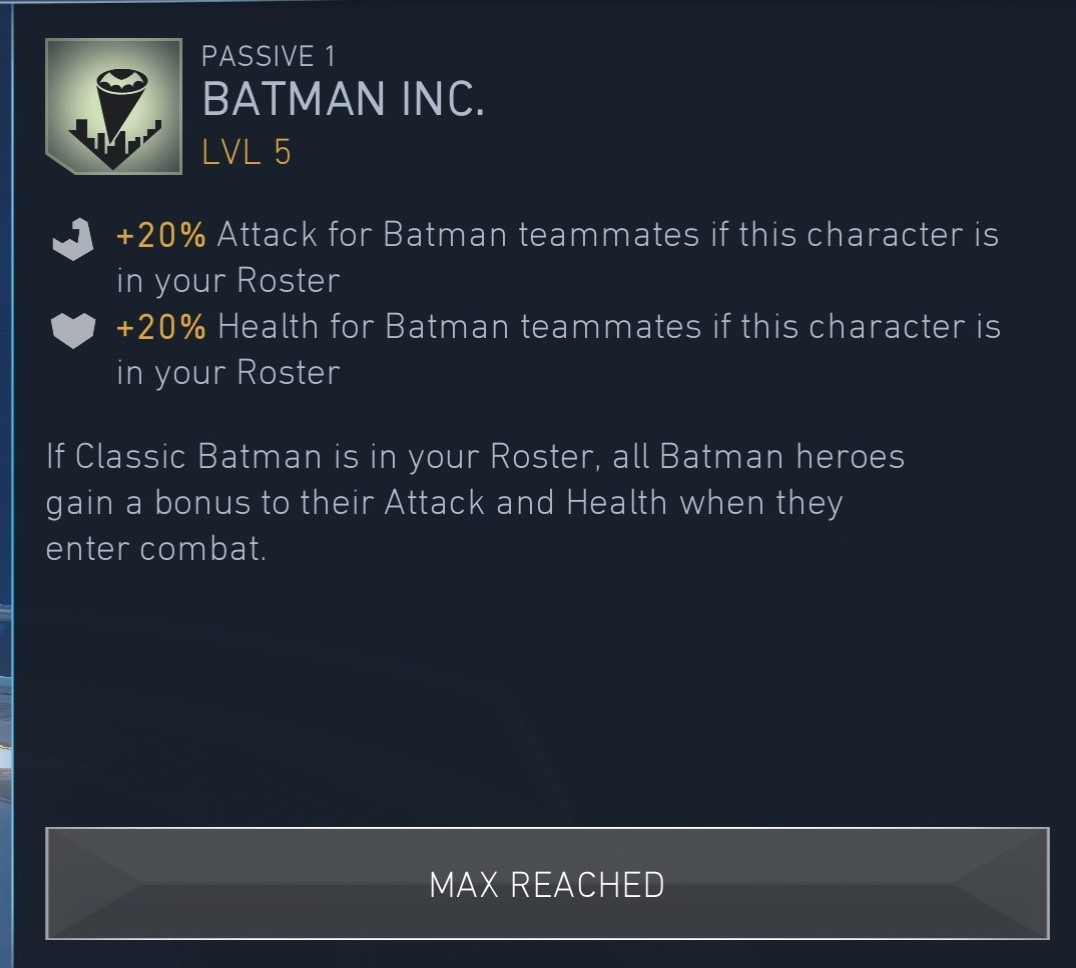 PASSIVE 1
BATMAN INC.
LVL 5
+20% Attack for Batman teammates if this character is
in your Roster
+20% Health for Batman teammates if this character is
in your Roster
If Classic Batman is in your Roster, all Batman heroes
gain a bonus to their Attack and Health when they
enter combat.
MAX REACHED